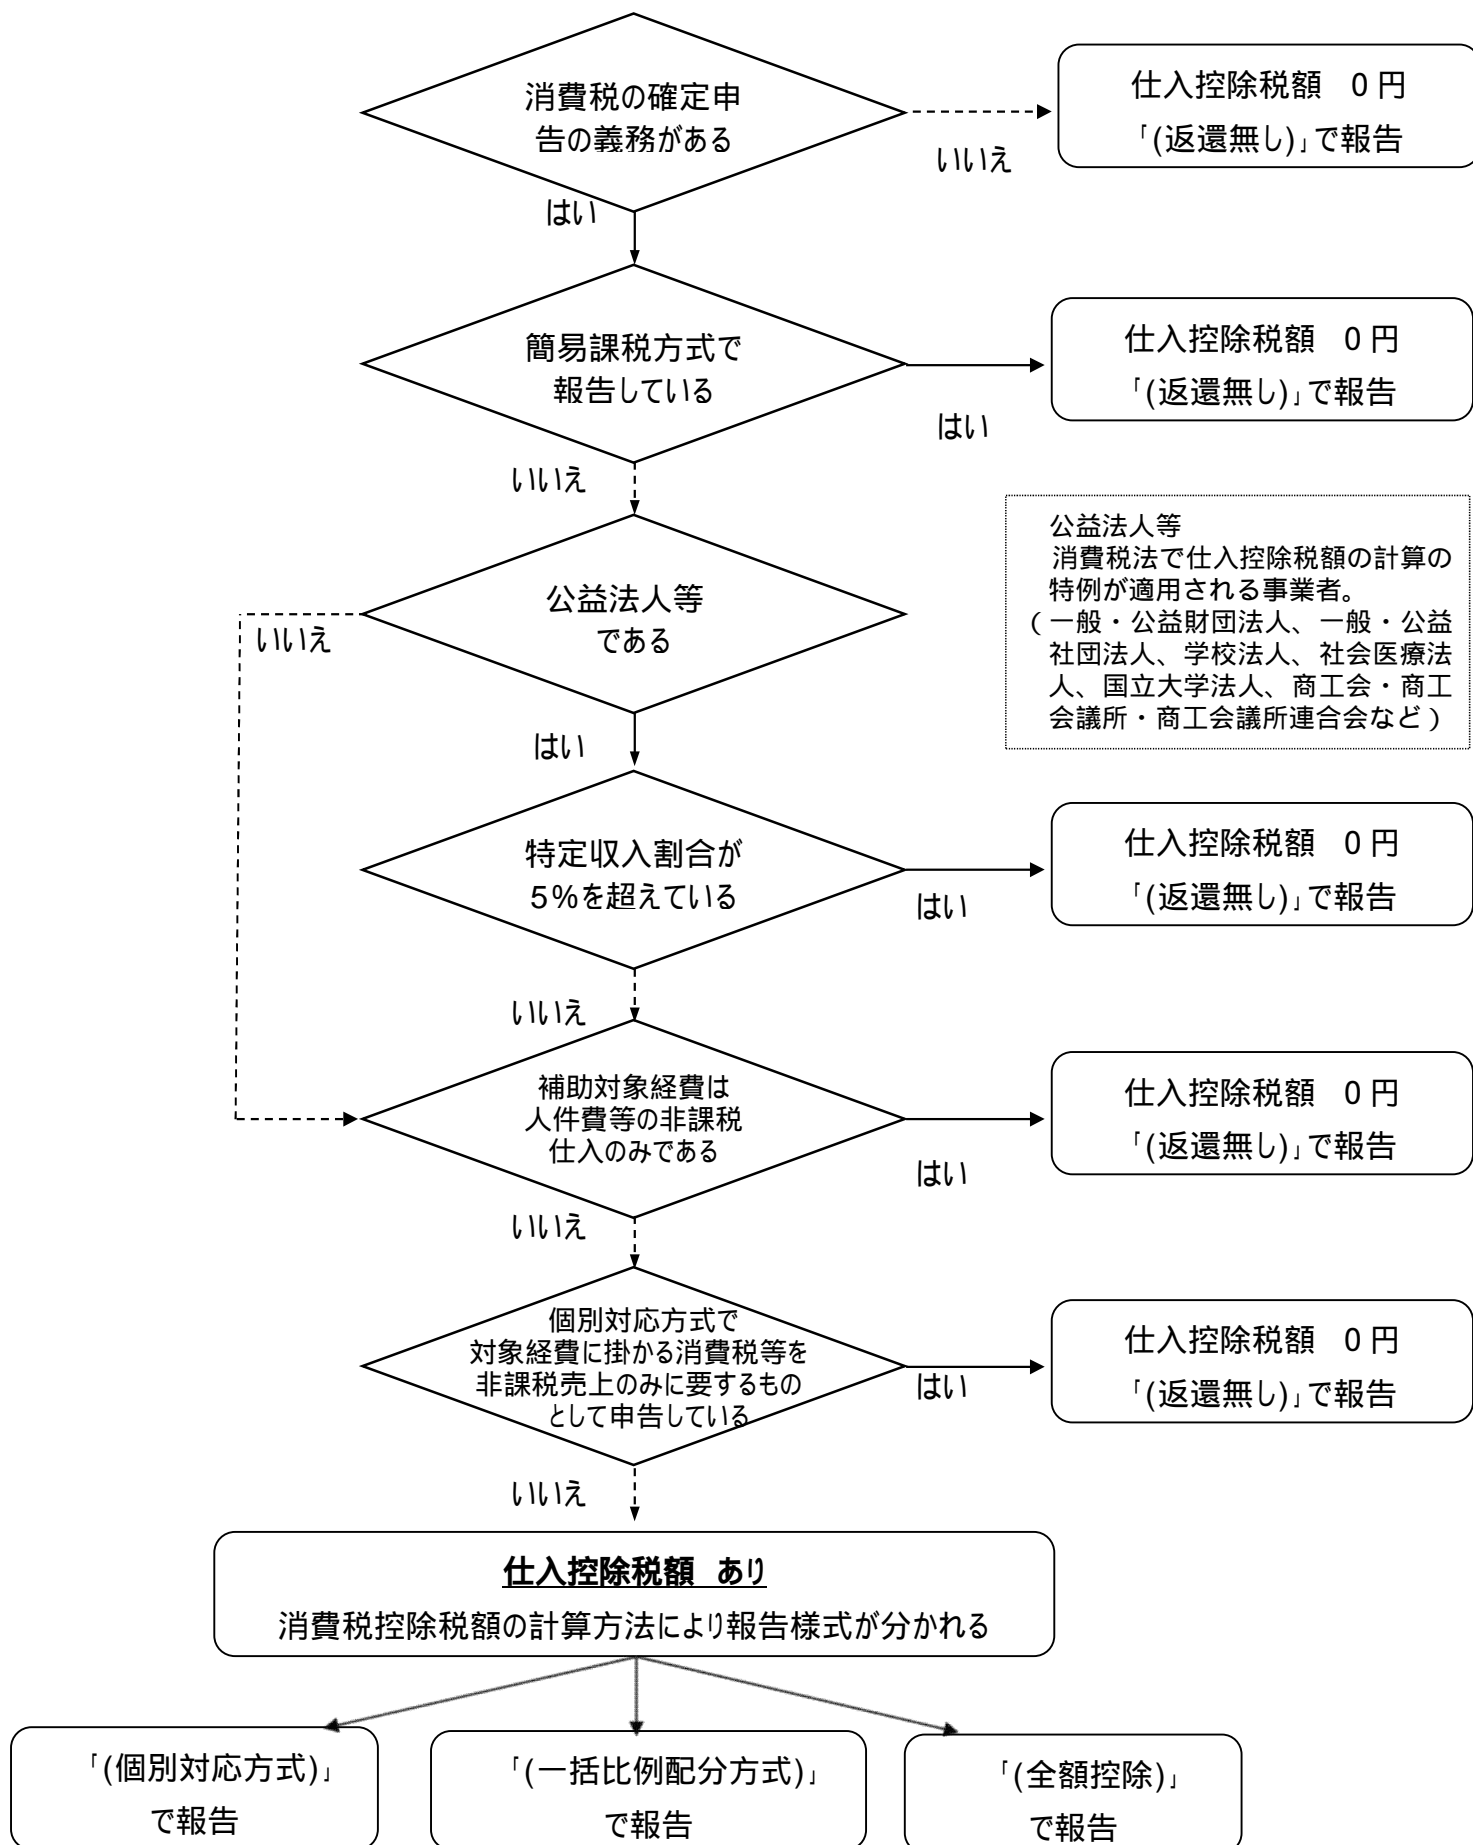 消費税の確定申
告の義務がある
仕入控除税額　0 円
「(返還無し)」で報告
いいえ
はい
簡易課税方式で
報告している
仕入控除税額　0 円
「(返還無し)」で報告
はい
いいえ
公益法人等
である
いいえ
はい
公益法人等
消費税法で仕入控除税額の計算の
特例が適用される事業者。
（一般・公益財団法人、一般・公益
社団法人、学校法人、社会医療法
人、国立大学法人、商工会・商工
会議所・商工会議所連合会など）
特定収入割合が
5％を超えている
仕入控除税額　0 円
「(返還無し)」で報告
はい
いいえ
補助対象経費は
人件費等の非課税
仕入のみである
仕入控除税額　0 円
「(返還無し)」で報告
はい
いいえ
個別対応方式で
対象経費に掛かる消費税等を
非課税売上のみに要するもの
として申告している
仕入控除税額　0 円
「(返還無し)」で報告
はい
いいえ
仕入控除税額　あり
消費税控除税額の計算方法により報告様式が分かれる
「(個別対応方式)」
で報告
「(一括比例配分方式)」
で報告
「(全額控除)」
で報告